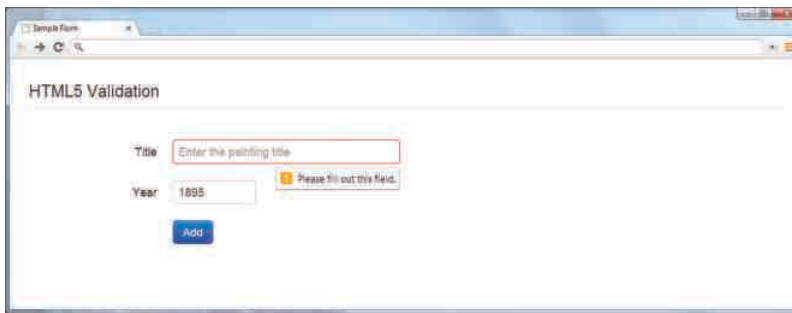 Sample Form
HTML5 Validation
Title Enter the painting title
Please fill out this field.
Year 1895
Add